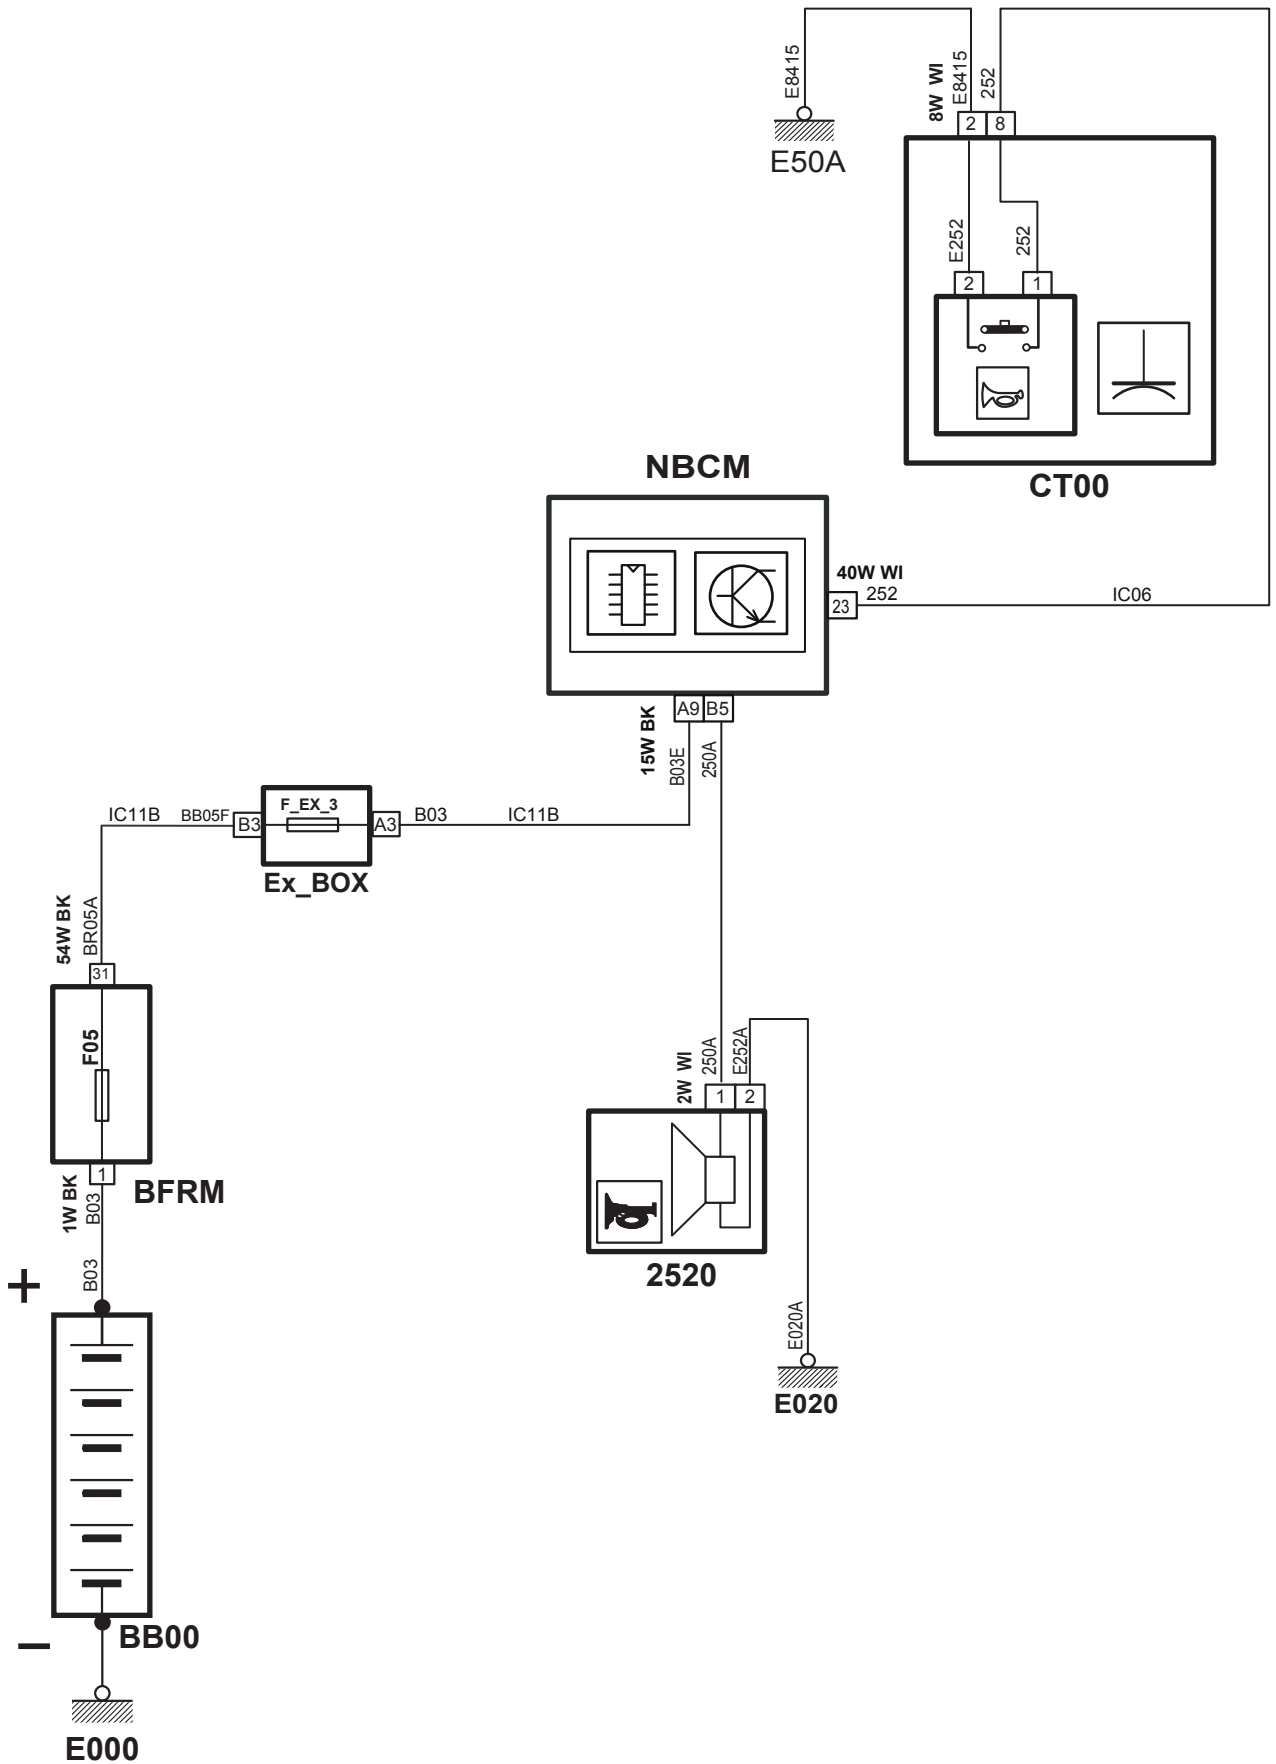 E8415
8W WI
E8415
252
2 8
E50A
E252
252
2
1
CT00
NBCM
40W WI
252
IC06
23
A9 B5
15W BK
B03E
250A
IC11B
BB05F
B3
F_EX_3
A3
B03
IC11B
Ex_BOX
54W BK
BR05A
31
F05
1
BFRM
1W BK
B03
B03
2W WI
250A
E252A
1 2
2520
E020A
E020
+
BB00
–
E000